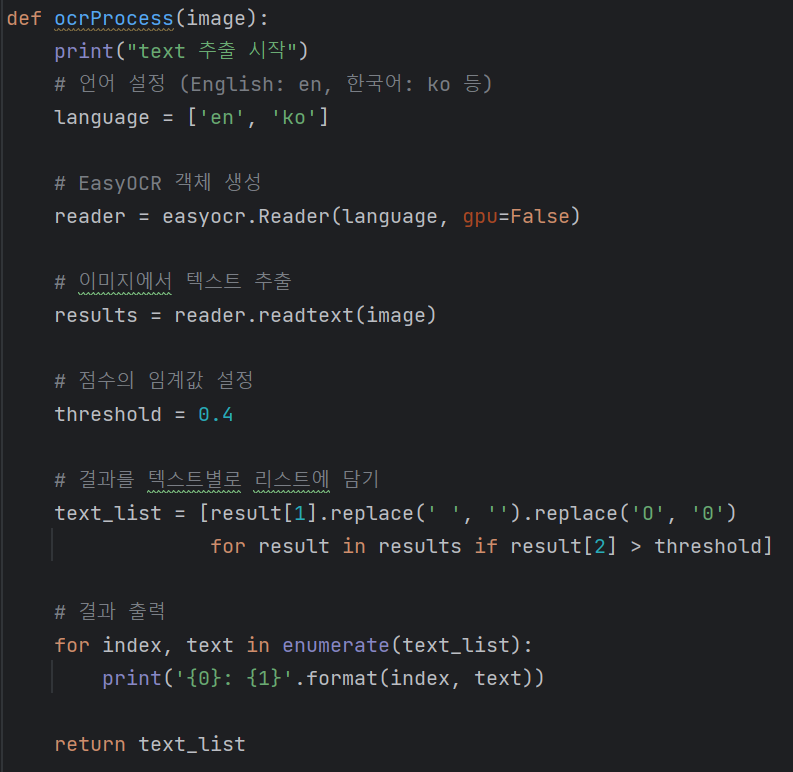 def ocrProcess(image):
    print("text 추출 시작")
    # 언어 설정 (English: en, 한국어: ko 등)
    language = ['en', 'ko']

    # EasyOCR 객체 생성
    reader = easyocr.Reader(language, gpu=False)

    # 이미지에서 텍스트 추출
    results = reader.readtext(image)

    # 점수의 임계값 설정
    threshold = 0.4

    # 결과를 텍스트별로 리스트에 담기
    text_list = [result[1].replace(' ', '').replace('O', '0')
                 for result in results if result[2] > threshold]

    # 결과 출력
    for index, text in enumerate(text_list):
        print('{0}: {1}'.format(index, text))

    return text_list